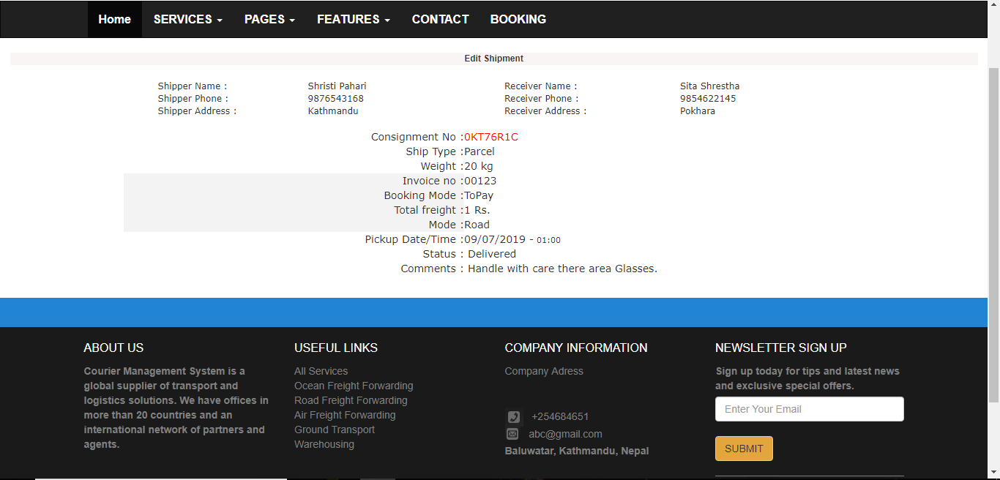 Home SERVICES PAGES FEATURES CONTACT BOOKING
Edit Shipment
Shipper Name : Shristi Pahari Receiver Name : Sita Shrestha
Shipper Phone : 9876543168 Receiver Phone : 9854622145
Shipper Address : Kathmandu Receiver Address : Pokhara
Consignment No :0KT76R1C
Ship Type :Parcel
Weight :20 kg
Invoice no :00123
Booking Mode :ToPay
Total freight :1 Rs.
Mode :Road
Pickup Date/Time :09/07/2019 - 01:00
Status : Delivered
Comments : Handle with care there area Glasses.
ABOUT US
Courier Management System is a
global supplier of transport and
logistics solutions. We have offices in
more than 20 countries and an
international network of partners and
agents.
USEFUL LINKS
All Services
Ocean Freight Forwarding
Road Freight Forwarding
Air Freight Forwarding
Ground Transport
Warehousing
COMPANY INFORMATION
Company Adress
+254684651
abc@gmail.com
Baluwatar, Kathmandu, Nepal
NEWSLETTER SIGN UP
Sign up today for tips and latest news
and exclusive special offers.
Enter Your Email
SUBMIT